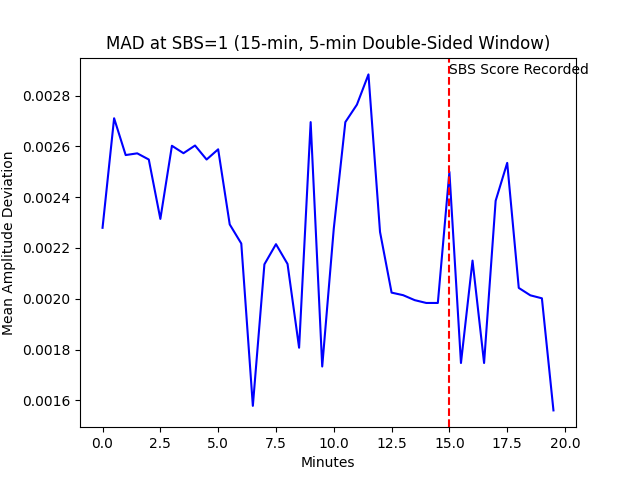 MAD at SBS=1 (15-min, 5-min Double-Sided Window)
SBS Score Recorded
Mean Amplitude Deviation
0.0028
0.0026
0.0024
0.0022
0.0020
0.0018
0.0016
0.0 2.5 5.0 7.5 10.0 12.5 15.0 17.5 20.0
Minutes